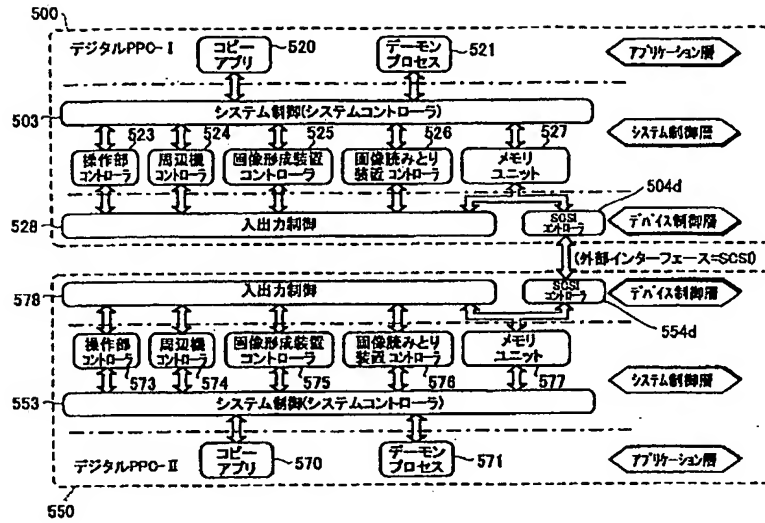 500
デジタルPPC-I
コピー
アプリ
520
デーモン
プロセス
521
アプリケーション層
503
システム制御(システムコントローラ)
システム制御層
523
524
525
526
527
操作部
コントローラ
周辺機
コントローラ
画像形成装置
コントローラ
画像読みとり
装置 コントローラ
メモリ
ユニット
504d
528
入出力制御
SCSI
コントローラ
デバイス制御層
(外部インターフェース=SCSI)
578
入出力制御
SCSI
コントローラ
デバイス制御層
554d
操作部
コントローラ
周辺機
コントローラ
画像形成装置
コントローラ
画像読みとり
装置 コントローラ
メモリ
ユニット
573
574
575
576
577
システム制御層
553
システム制御(システムコントローラ)
デジタルPPC-II
コピー
アプリ
570
デーモン
プロセス
571
アプリケーション層
550